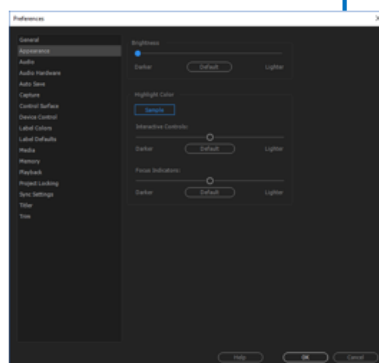 Preferences
General
Appearance
Audio
Audio Hardware
Auto Save
Capture
Control Surface
Device Control
Label Colors
Label Defaults
Media
Memory
Playback
Project Locking
Sync Settings
Titler
Trim
Brightness
Darker Default Lighter
Highlight Color
Sample
Interactive Controls:
Darker Default Lighter
Focus Indicators:
Darker Default Lighter
Help OK Cancel